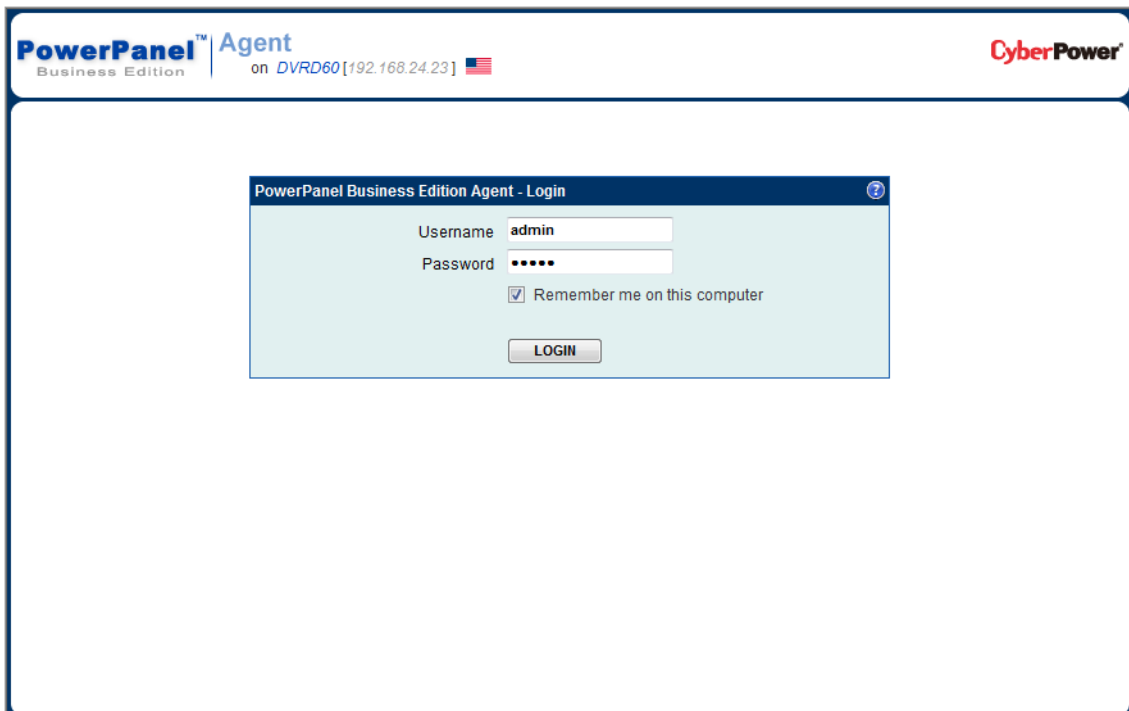 PowerPanel™ Agent
Business Edition on DVRD60 [192.168.24.23]
CyberPower®
PowerPanel Business Edition Agent - Login ?
Username admin
Password •••••
Remember me on this computer
LOGIN